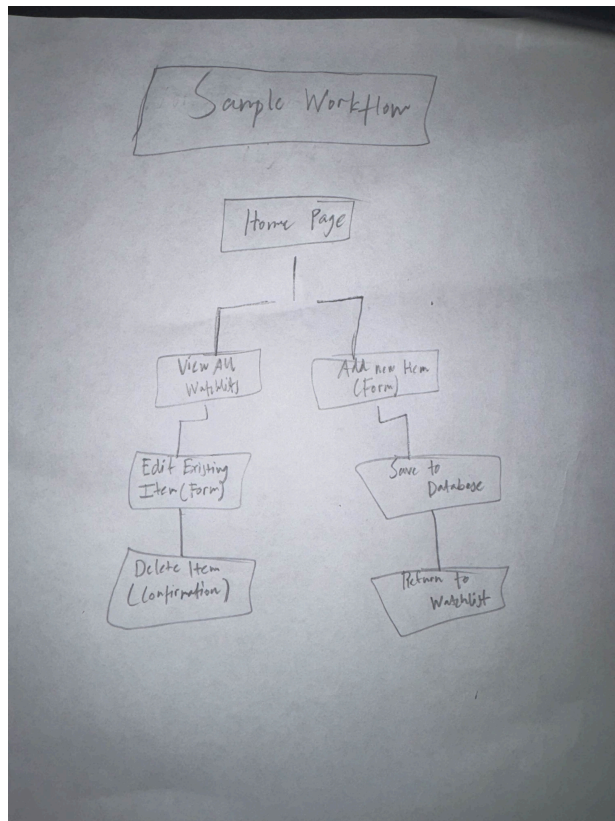 Sample Workflow
Home Page
View All
Watchlits
Add new Item
(Form)
Edit Existing
Item (Form)
Save to
Database
Delete Item
(Confirmation)
Return to
Watchlist